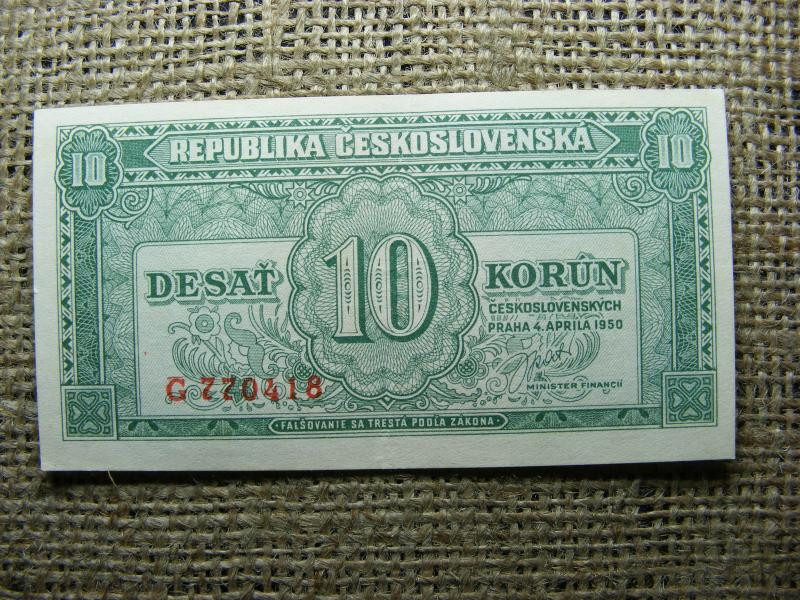 10 REPUBLIKA ČESKOSLOVENSKÁ 10
DESAŤ 10 KORÚN
ČESKOSLOVENSKÝCH
PRAHA 4. APRÍLA 1950
G 770418
MINISTER FINANCIÍ
· FALŠOVANIE SA TRESTÁ PODĽA ZÁKONA ·